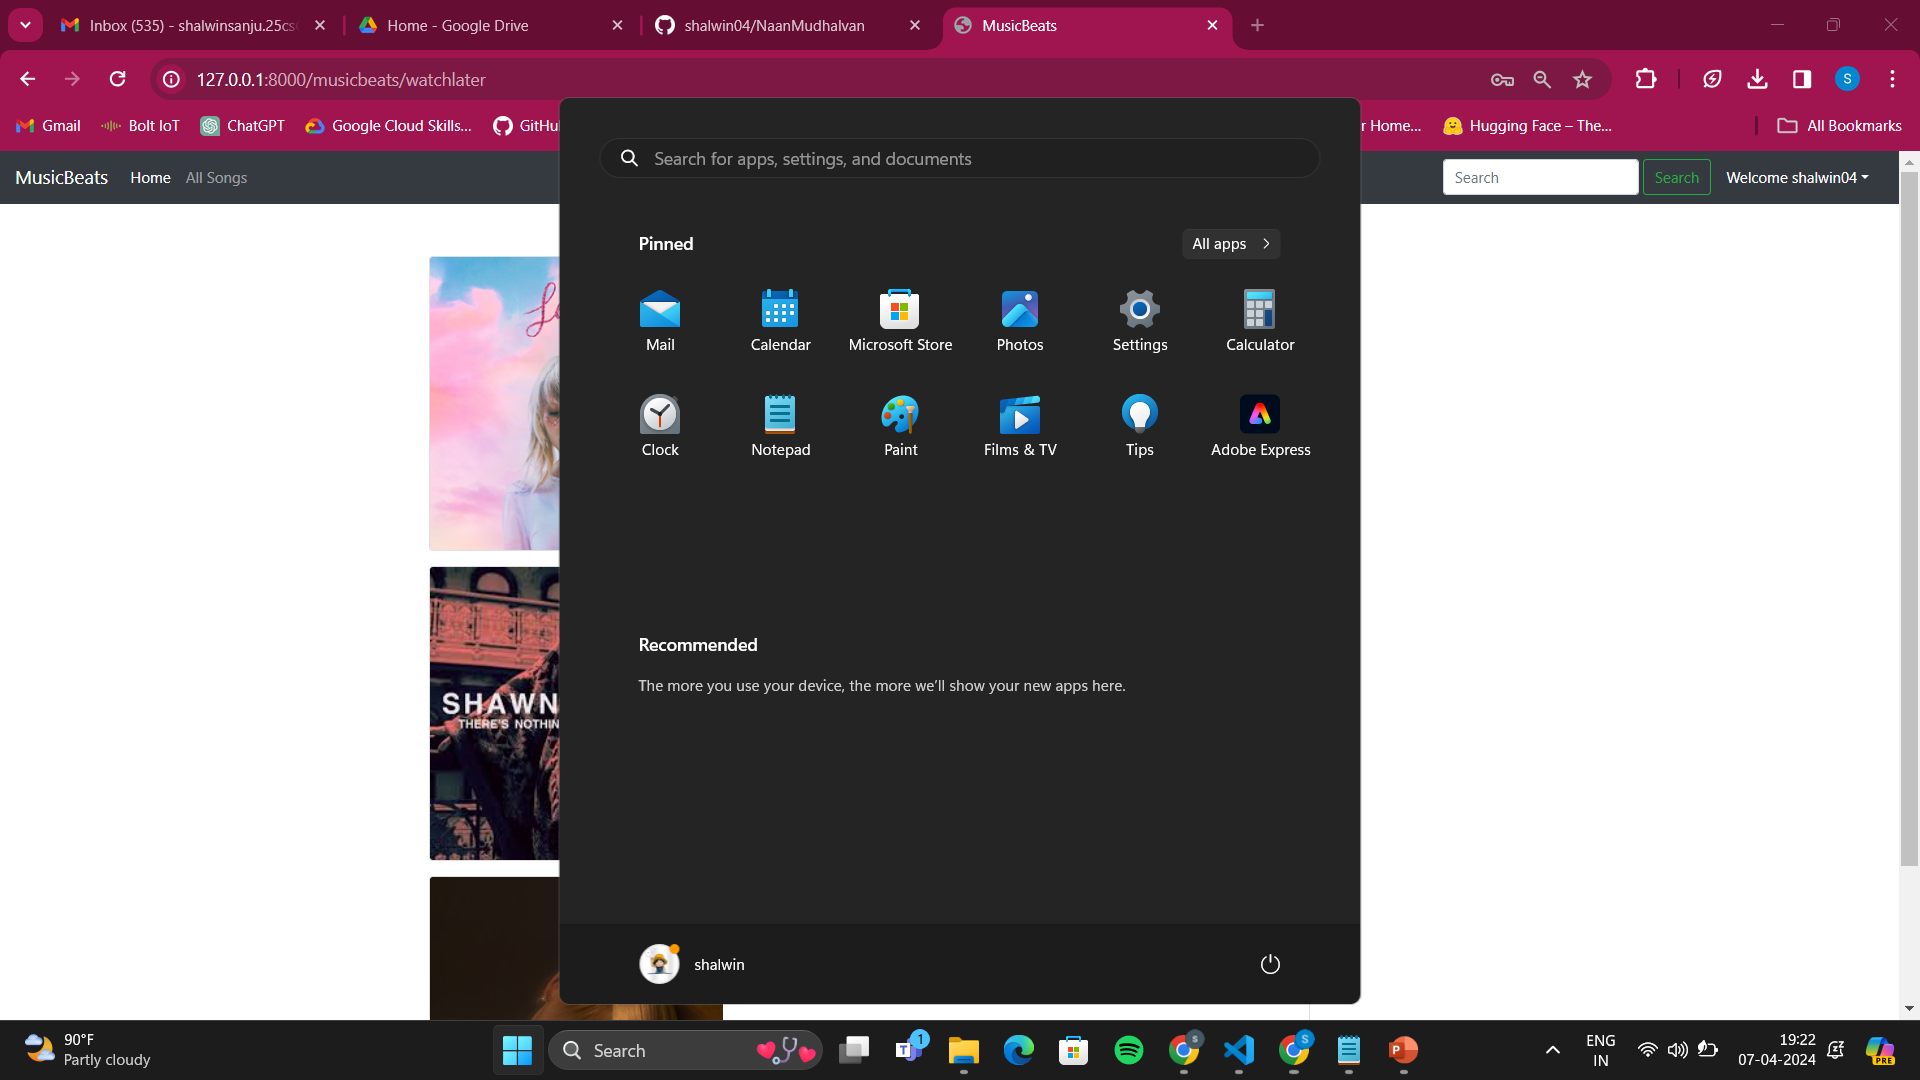 Inbox (535) - shalwinsanju.25cs
Home - Google Drive
shalwin04/NaanMudhalvan
MusicBeats
127.0.0.1:8000/musicbeats/watchlater
S
Gmail
Bolt IoT
ChatGPT
Google Cloud Skills...
GitHu
r Home...
Hugging Face – The...
All Bookmarks
MusicBeats
Home
All Songs
Search
Search
Welcome shalwin04
Search for apps, settings, and documents
Pinned
All apps
Mail
Calendar
Microsoft Store
Photos
Settings
Calculator
Clock
Notepad
Paint
Films & TV
Tips
Adobe Express
SHAWN
THERE'S NOTHIN
Recommended
The more you use your device, the more we'll show your new apps here.
shalwin
90°F
Partly cloudy
Search
1
S
S
ENG
IN
19:22
07-04-2024
PRE